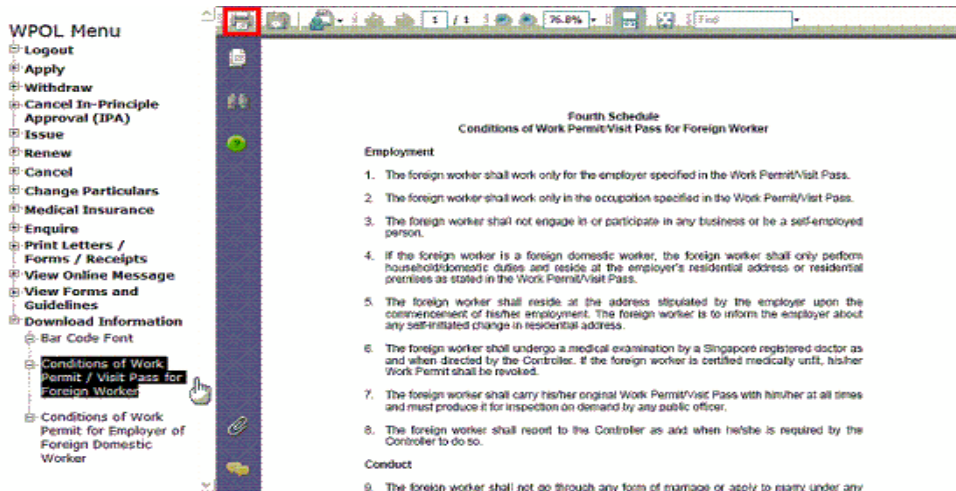 WPOL Menu
Logout
Apply
Withdraw
Cancel In-Principle
Approval (IPA)
Issue
Renew
Cancel
Change Particulars
Medical Insurance
Enquire
Print Letters /
Forms / Receipts
View Online Message
View Forms and
Guidelines
Download Information
Bar Code Font
Conditions of Work
Permit / Visit Pass for
Foreign Worker
Conditions of Work
Permit for Employer of
Foreign Domestic
Worker
1 / 1 76.8% Find
Fourth Schedule
Conditions of Work Permit/Visit Pass for Foreign Worker
Employment
1. The foreign worker shall work only for the employer specified in the Work Permit/Visit Pass.
2. The foreign worker shall work only in the occupation specified in the Work Permit/Visit Pass.
3. The foreign worker shall not engage in or participate in any business or be a self-employed
person.
4. If the foreign worker is a foreign domestic worker, the foreign worker shall only perform
household/domestic duties and reside at the employer's residential address or residential
premises as stated in the Work Permit/Visit Pass.
5. The foreign worker shall reside at the address stipulated by the employer upon the
commencement of his/her employment. The foreign worker is to inform the employer about
any self-initiated change in residential address.
6. The foreign worker shall undergo a medical examination by a Singapore registered doctor as
and when directed by the Controller. If the foreign worker is certified medically unfit, his/her
Work Permit shall be revoked.
7. The foreign worker shall carry his/her original Work Permit/Visit Pass with him/her at all times
and must produce it for inspection on demand by any public officer.
8. The foreign worker shall report to the Controller as and when he/she is required by the
Controller to do so.
Conduct
9. The foreign worker shall not go through any form of marriage or apply to marry under any